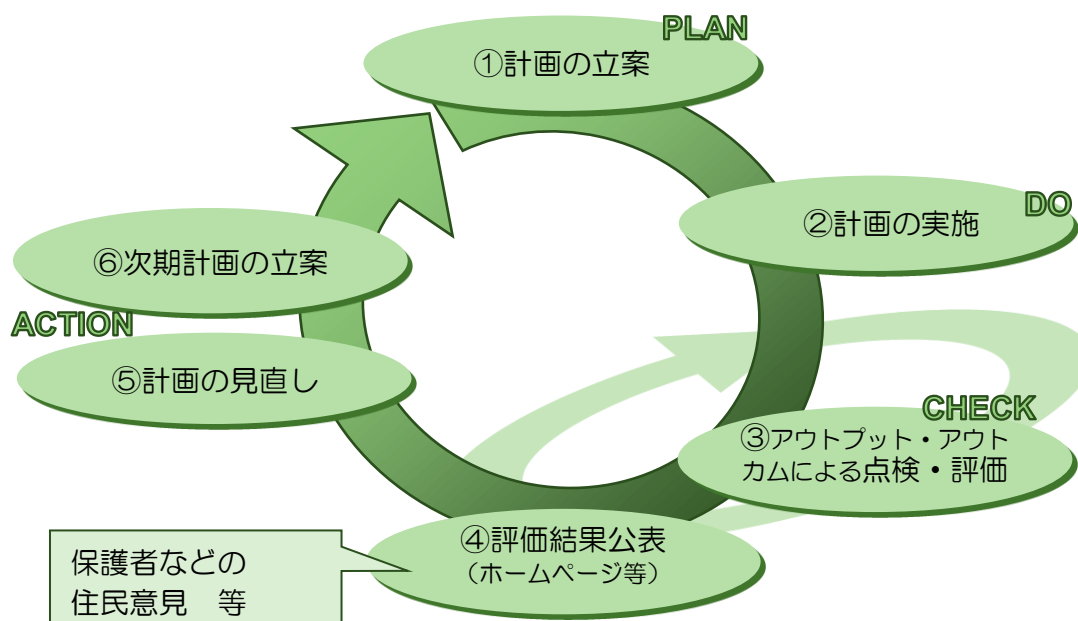 PLAN
①計画の立案
DO
②計画の実施
CHECK
③アウトプット・アウト
カムによる点検・評価
④評価結果公表
（ホームページ等）
保護者などの
住民意見　等
⑤計画の見直し
ACTION
⑥次期計画の立案